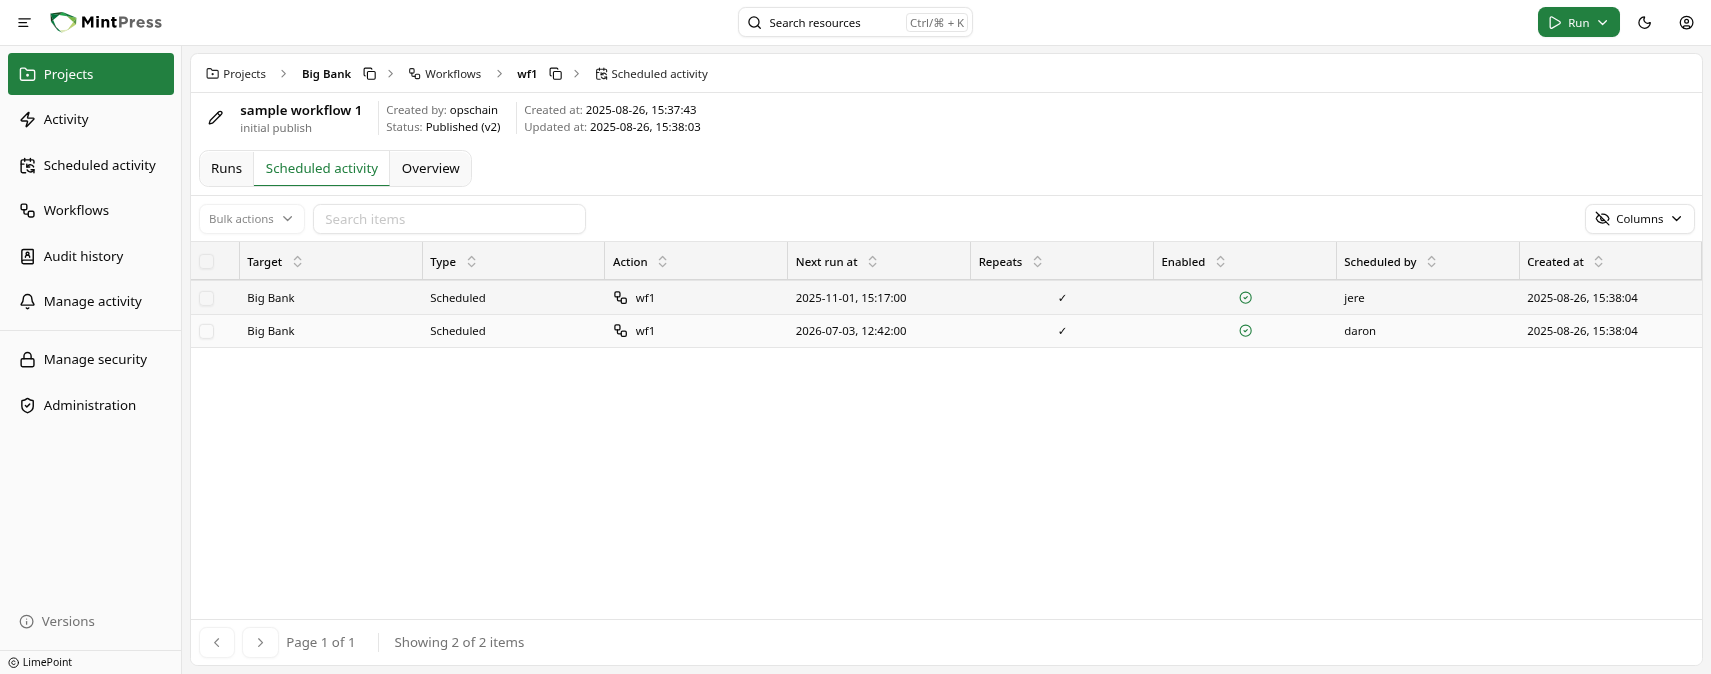 MintPress
Search resources Ctrl/⌘ + K
Run
Projects
Activity
Scheduled activity
Workflows
Audit history
Manage activity
Manage security
Administration
Versions
LimePoint
Projects Big Bank Workflows wf1 Scheduled activity
sample workflow 1
initial publish
Created by: opschain
Status: Published (v2)
Created at: 2025-08-26, 15:37:43
Updated at: 2025-08-26, 15:38:03
Runs Scheduled activity Overview
Bulk actions Search items Columns
Target Type Action Next run at Repeats Enabled Scheduled by Created at
Big Bank Scheduled wf1 2025-11-01, 15:17:00 ✓ jere 2025-08-26, 15:38:04
Big Bank Scheduled wf1 2026-07-03, 12:42:00 ✓ daron 2025-08-26, 15:38:04
Page 1 of 1 Showing 2 of 2 items